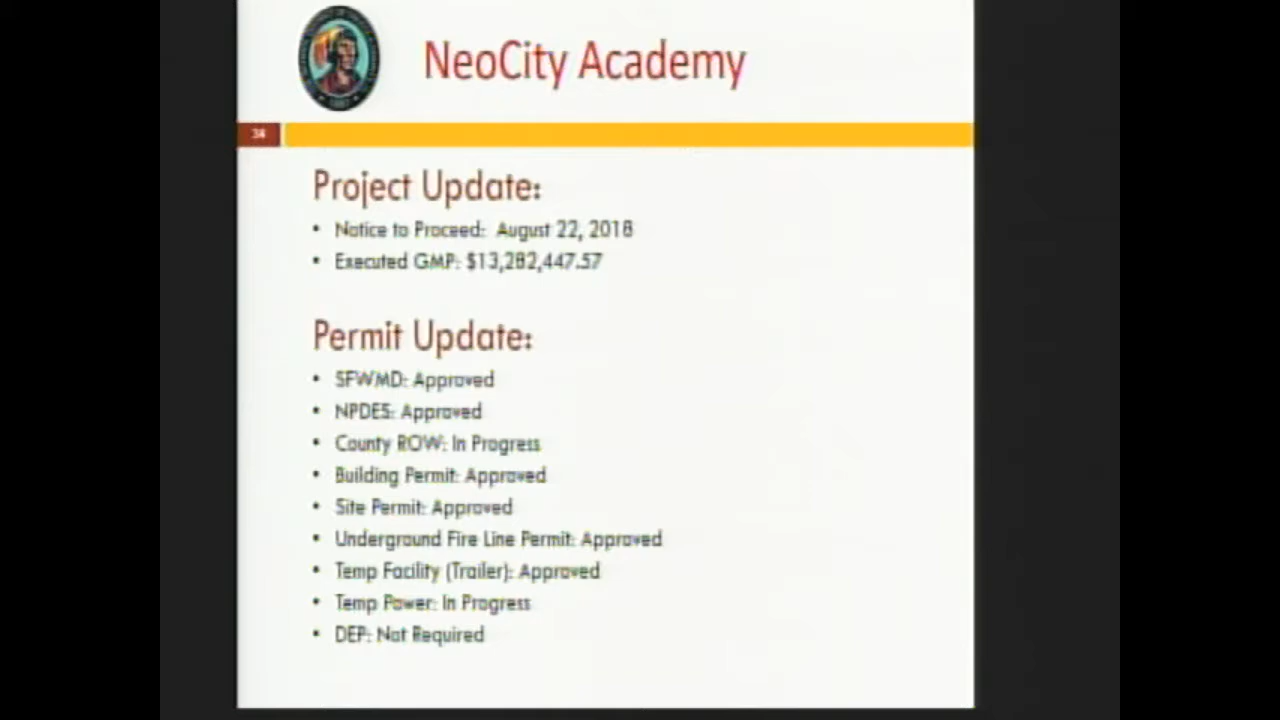 NeoCity Academy
34
Project Update:
• Notice to Proceed: August 22, 2018
• Executed GMP: $13,282,447.57
Permit Update:
• SFWMD: Approved
• NPDES: Approved
• County ROW: In Progress
• Building Permit: Approved
• Site Permit: Approved
• Underground Fire Line Permit: Approved
• Temp Facility (Trailer): Approved
• Temp Power: In Progress
• DEP: Not Required